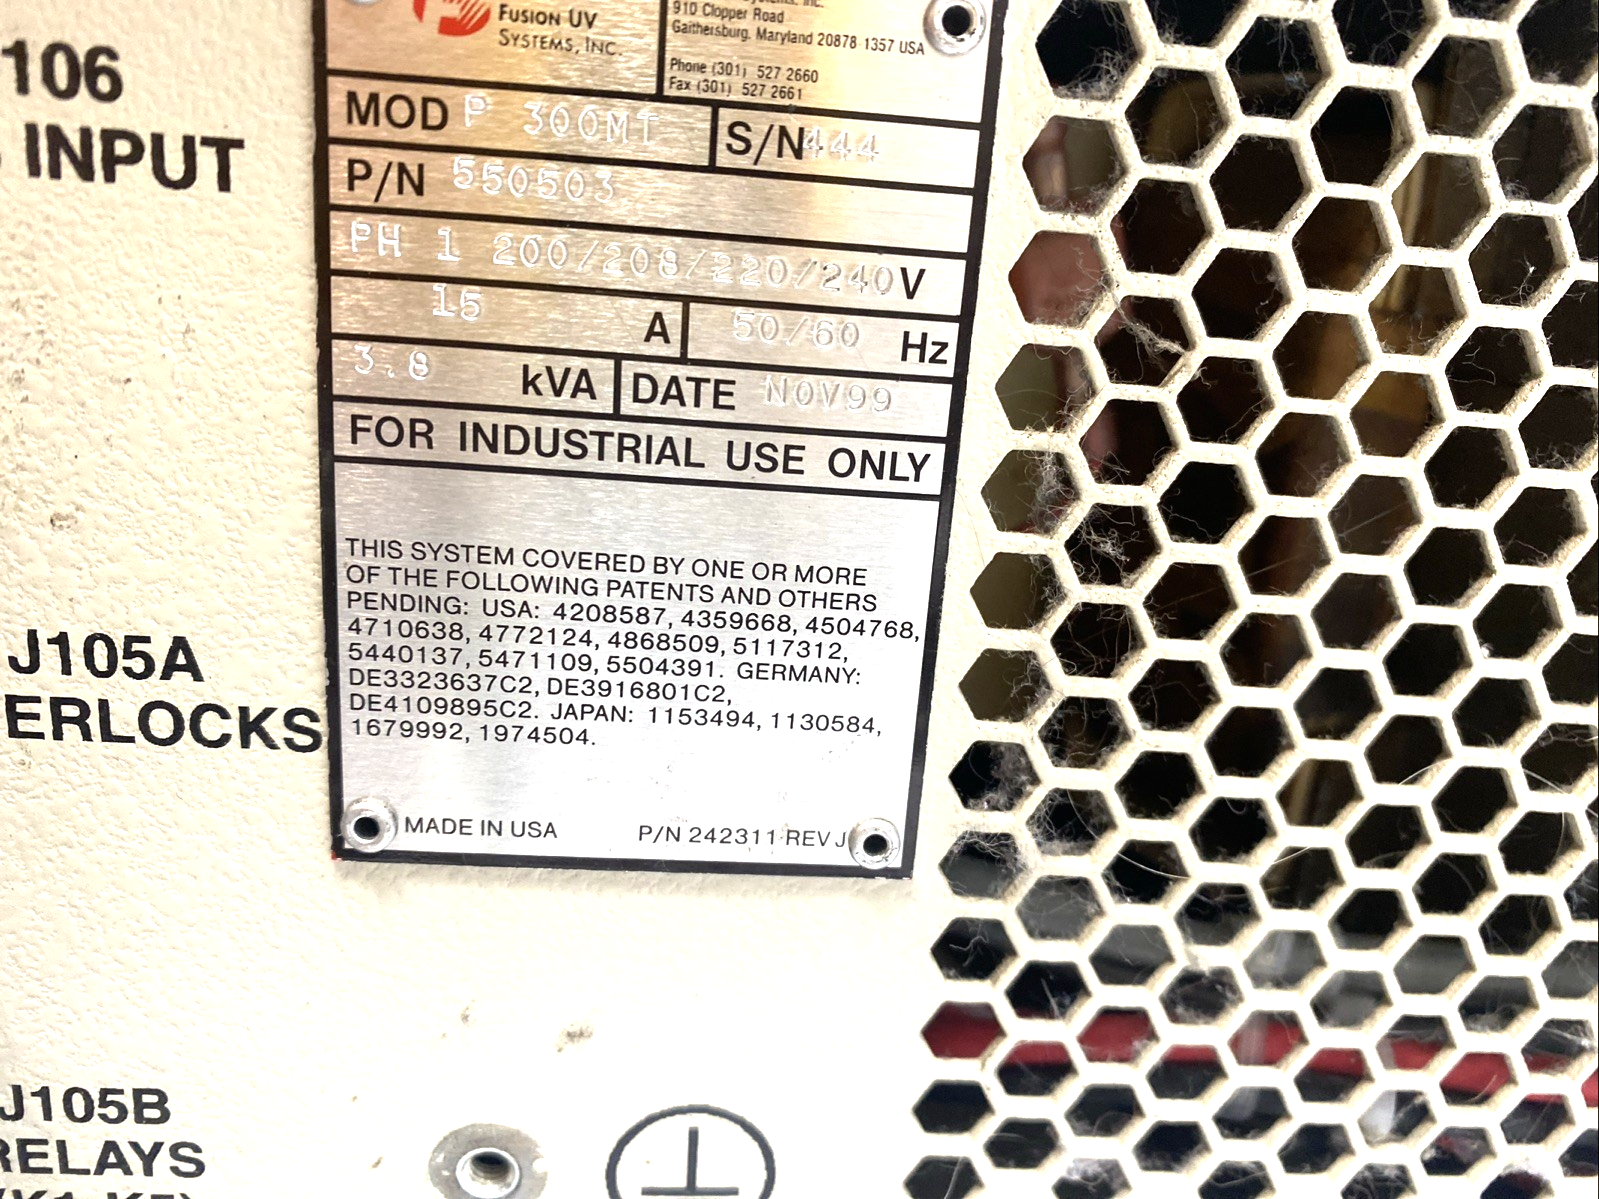 FUSION UV
SYSTEMS, INC.
910 Clopper Road
Gaithersburg, Maryland 20878 1357 USA
Phone (301) 527 2660
Fax (301) 527 2661
MOD P 300MT
S/N 444
P/N 550503
PH 1 200/208/220/240V
15 A
50/60 Hz
3.8 kVA
DATE NOV99
FOR INDUSTRIAL USE ONLY
THIS SYSTEM COVERED BY ONE OR MORE
OF THE FOLLOWING PATENTS AND OTHERS
PENDING: USA: 4208587, 4359668, 4504768,
4710638, 4772124, 4868509, 5117312,
5440137, 5471109, 5504391. GERMANY:
DE3323637C2, DE3916801C2,
DE4109895C2. JAPAN: 1153494, 1130584,
1679992, 1974504.
MADE IN USA
P/N 242311 REV J
106
INPUT
J105A
ERLOCKS
J105B
RELAYS